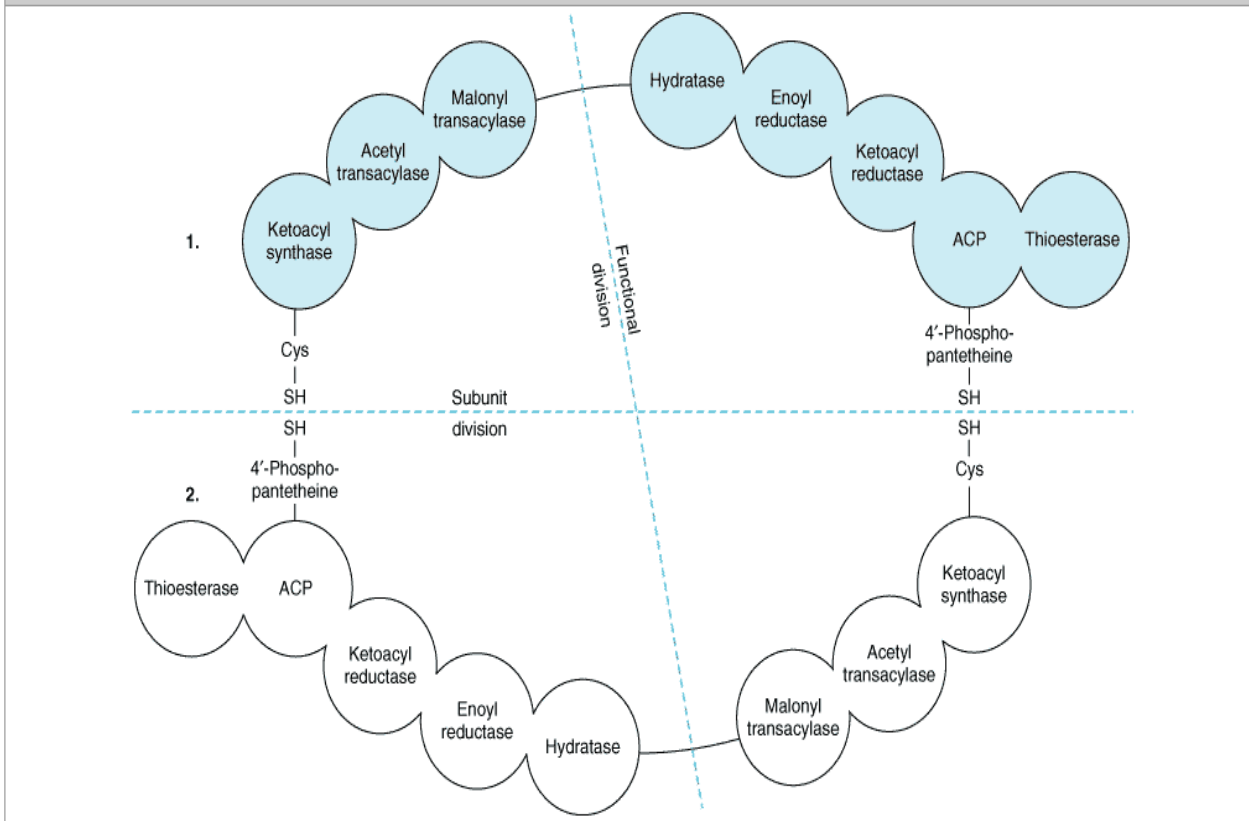 Hydratase
Malonyl
transacylase
Enoyl
reductase
Acetyl
transacylase
Ketoacyl
reductase
1.
Ketoacyl
synthase
ACP
Thioesterase
Functional
division
4′-Phospho-
pantetheine
Cys
SH
Subunit
SH
SH
division
SH
4′-Phospho-
pantetheine
Cys
2.
Thioesterase
ACP
Ketoacyl
synthase
Ketoacyl
reductase
Acetyl
transacylase
Enoyl
reductase
Malonyl
transacylase
Hydratase